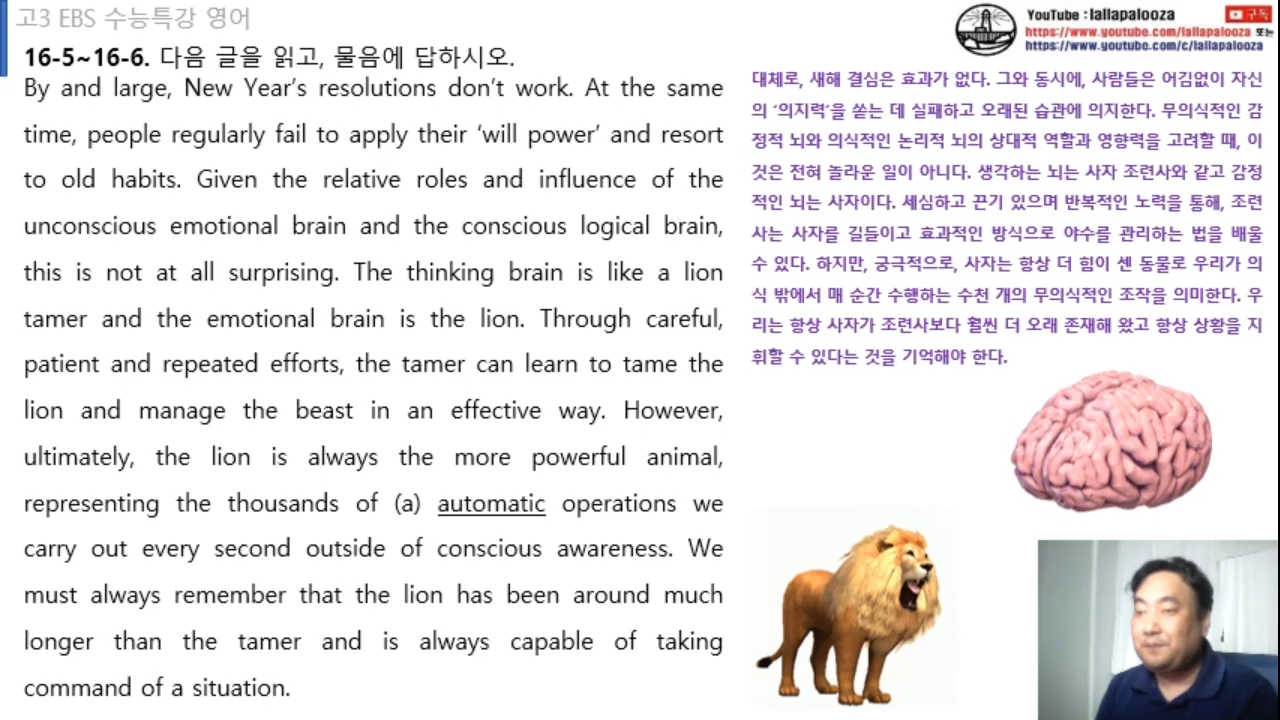 고3 EBS 수능특강 영어
YouTube : lallapalooza
구독
https://www.youtube.com/lallapalooza 또는
https://www.youtube.com/c/lallapalooza
16-5~16-6. 다음 글을 읽고, 물음에 답하시오.
By and large, New Year’s resolutions don’t work. At the same
time, people regularly fail to apply their ‘will power’ and resort
to old habits. Given the relative roles and influence of the
unconscious emotional brain and the conscious logical brain,
this is not at all surprising. The thinking brain is like a lion
tamer and the emotional brain is the lion. Through careful,
patient and repeated efforts, the tamer can learn to tame the
lion and manage the beast in an effective way. However,
ultimately, the lion is always the more powerful animal,
representing the thousands of (a) automatic operations we
carry out every second outside of conscious awareness. We
must always remember that the lion has been around much
longer than the tamer and is always capable of taking
command of a situation.
대체로, 새해 결심은 효과가 없다. 그와 동시에, 사람들은 어김없이 자신
의 ‘의지력’을 쏟는 데 실패하고 오래된 습관에 의지한다. 무의식적인 감
정적 뇌와 의식적인 논리적 뇌의 상대적 역할과 영향력을 고려할 때, 이
것은 전혀 놀라운 일이 아니다. 생각하는 뇌는 사자 조련사와 같고 감정
적인 뇌는 사자이다. 세심하고 끈기 있으며 반복적인 노력을 통해, 조련
사는 사자를 길들이고 효과적인 방식으로 야수를 관리하는 법을 배울
수 있다. 하지만, 궁극적으로, 사자는 항상 더 힘이 센 동물로 우리가 의
식 밖에서 매 순간 수행하는 수천 개의 무의식적인 조작을 의미한다. 우
리는 항상 사자가 조련사보다 훨씬 더 오래 존재해 왔고 항상 상황을 지
휘할 수 있다는 것을 기억해야 한다.